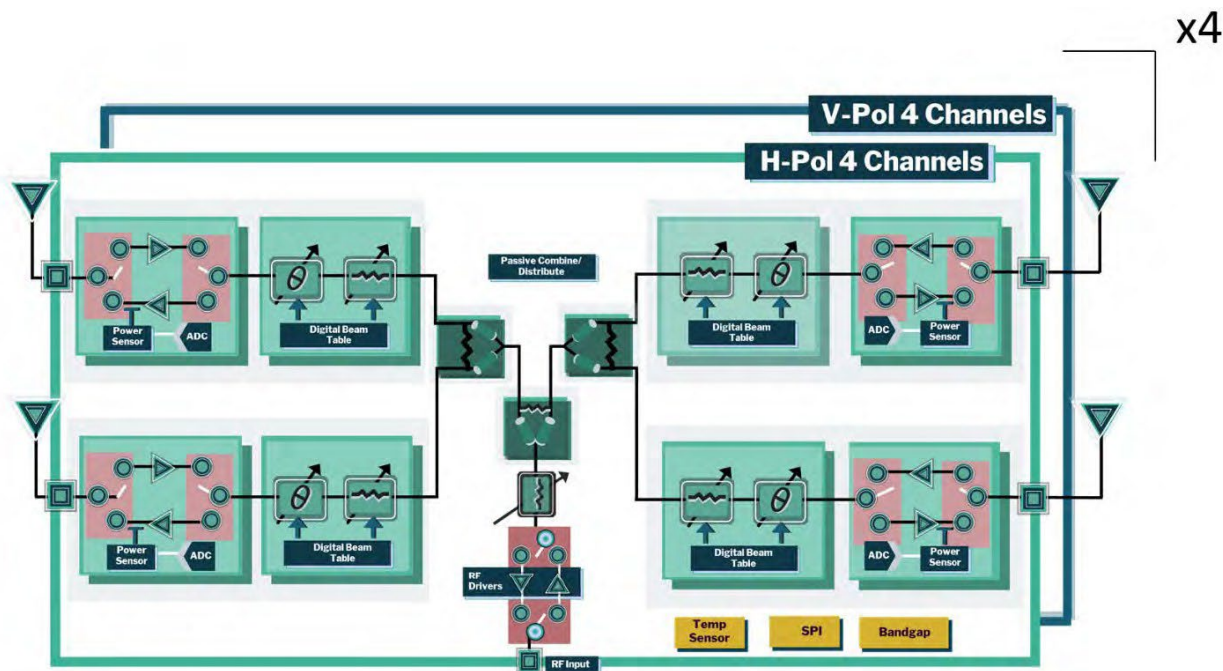 x4
V-Pol 4 Channels
H-Pol 4 Channels
Passive Combine/
Distribute
Digital Beam
Table
Power
Sensor
ADC
Digital Beam
Table
ADC
Power
Sensor
Power
Sensor
ADC
Digital Beam
Table
Digital Beam
Table
ADC
Power
Sensor
RF
Drivers
Temp
Sensor
SPI
Bandgap
RF Input